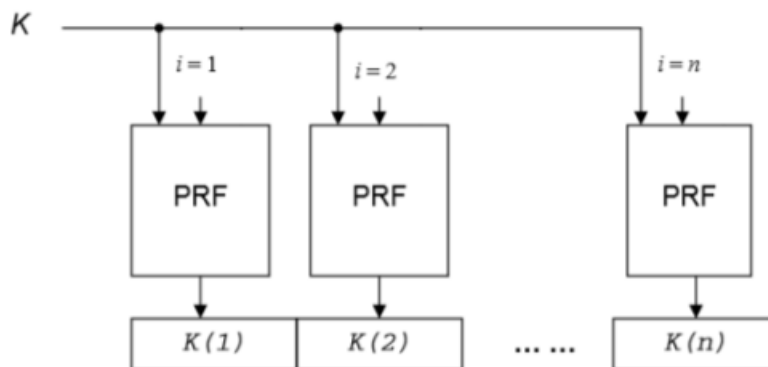 K
i = 1
i = 2
i = n
PRF
PRF
PRF
K(1)
K(2)
... ...
K(n)